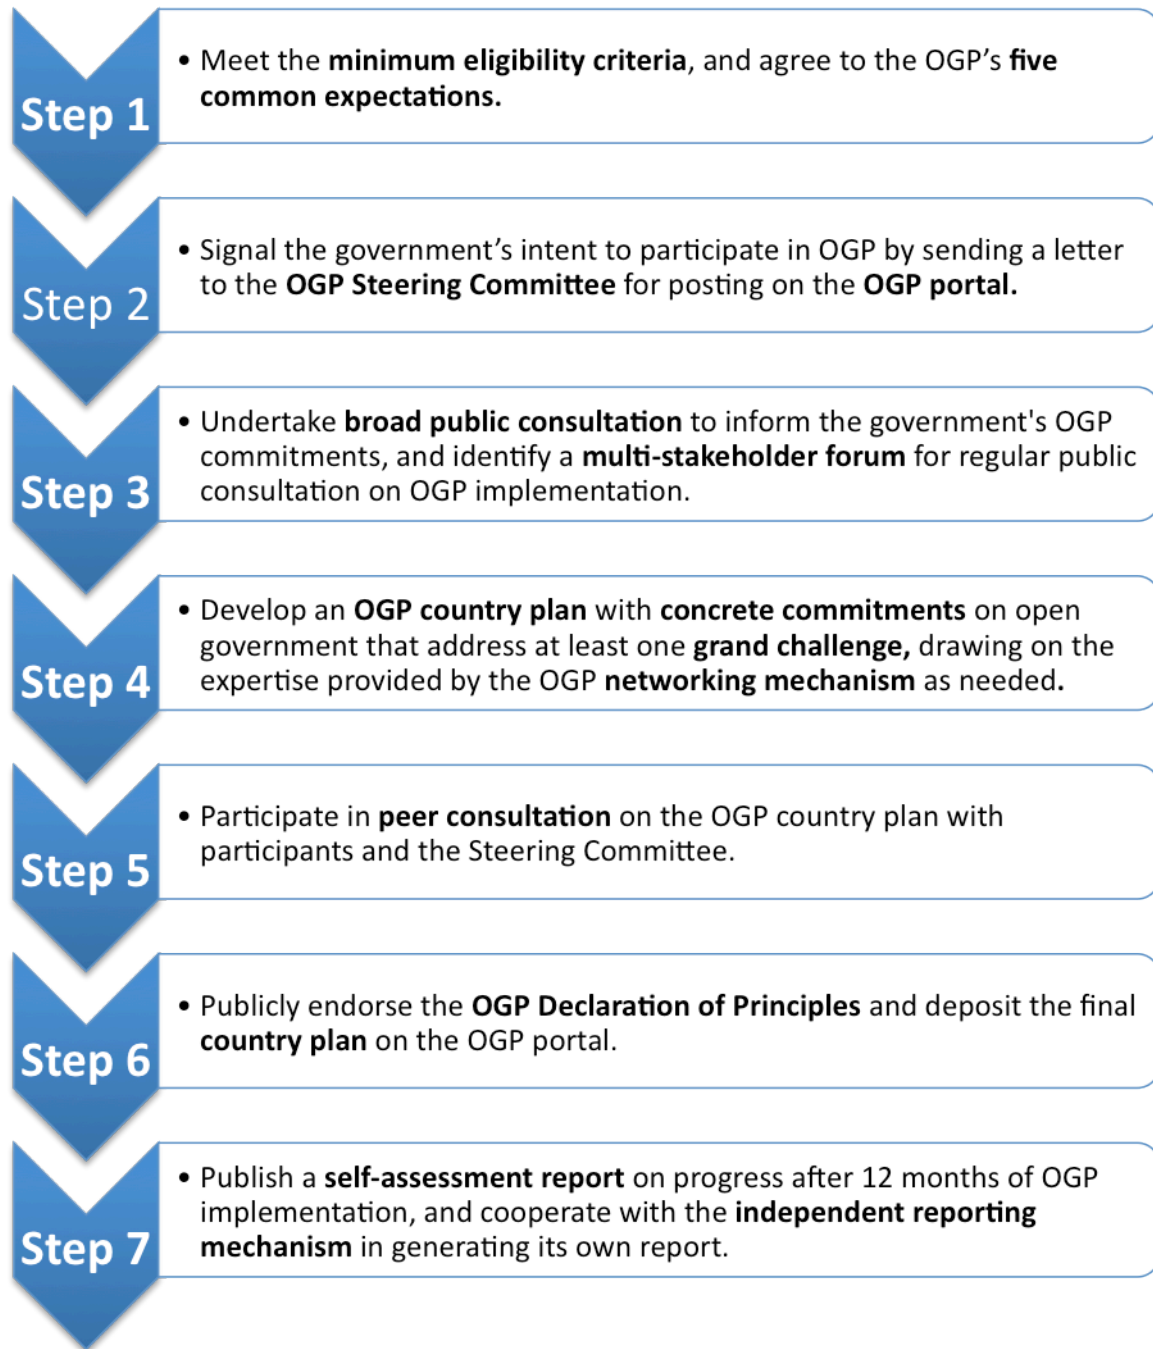 Step 1
• Meet the minimum eligibility criteria, and agree to the OGP’s five
common expectations.
Step 2
• Signal the government’s intent to participate in OGP by sending a letter
to the OGP Steering Committee for posting on the OGP portal.
Step 3
• Undertake broad public consultation to inform the government's OGP
commitments, and identify a multi-stakeholder forum for regular public
consultation on OGP implementation.
Step 4
• Develop an OGP country plan with concrete commitments on open
government that address at least one grand challenge, drawing on the
expertise provided by the OGP networking mechanism as needed.
Step 5
• Participate in peer consultation on the OGP country plan with
participants and the Steering Committee.
Step 6
• Publicly endorse the OGP Declaration of Principles and deposit the final
country plan on the OGP portal.
Step 7
• Publish a self-assessment report on progress after 12 months of OGP
implementation, and cooperate with the independent reporting
mechanism in generating its own report.